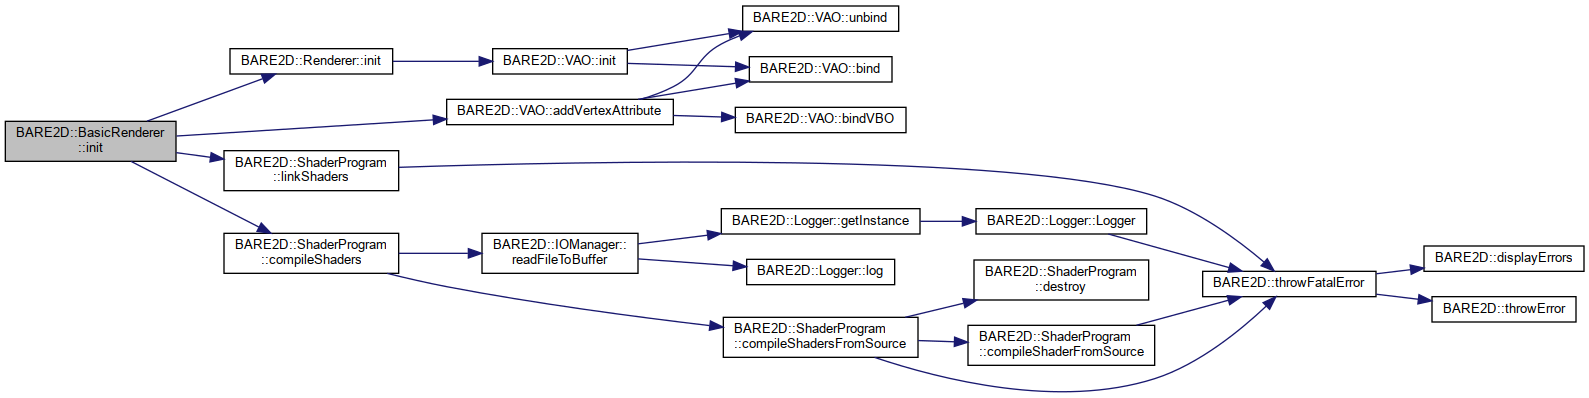 BARE2D::BasicRenderer
::init
BARE2D::Renderer::init
BARE2D::VAO::addVertexAttribute
BARE2D::ShaderProgram
::linkShaders
BARE2D::ShaderProgram
::compileShaders
BARE2D::VAO::init
BARE2D::VAO::unbind
BARE2D::VAO::bind
BARE2D::VAO::bindVBO
BARE2D::IOManager::
readFileToBuffer
BARE2D::Logger::getInstance
BARE2D::Logger::log
BARE2D::ShaderProgram
::compileShadersFromSource
BARE2D::Logger::Logger
BARE2D::ShaderProgram
::destroy
BARE2D::ShaderProgram
::compileShaderFromSource
BARE2D::throwFatalError
BARE2D::displayErrors
BARE2D::throwError